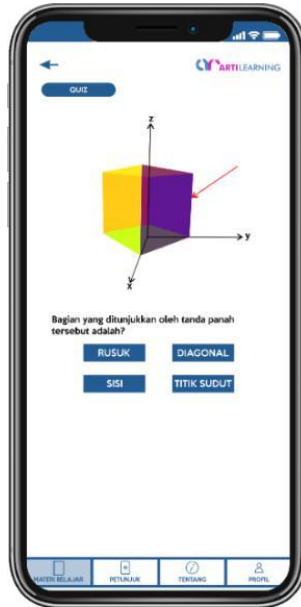 ARTILEARNING
QUIZ
z
y
x
Bagian yang ditunjukkan oleh tanda panah
tersebut adalah?
RUSUK
DIAGONAL
SISI
TITIK SUDUT
MATERI BELAJAR
PETUNJUK
TENTANG
PROFIL